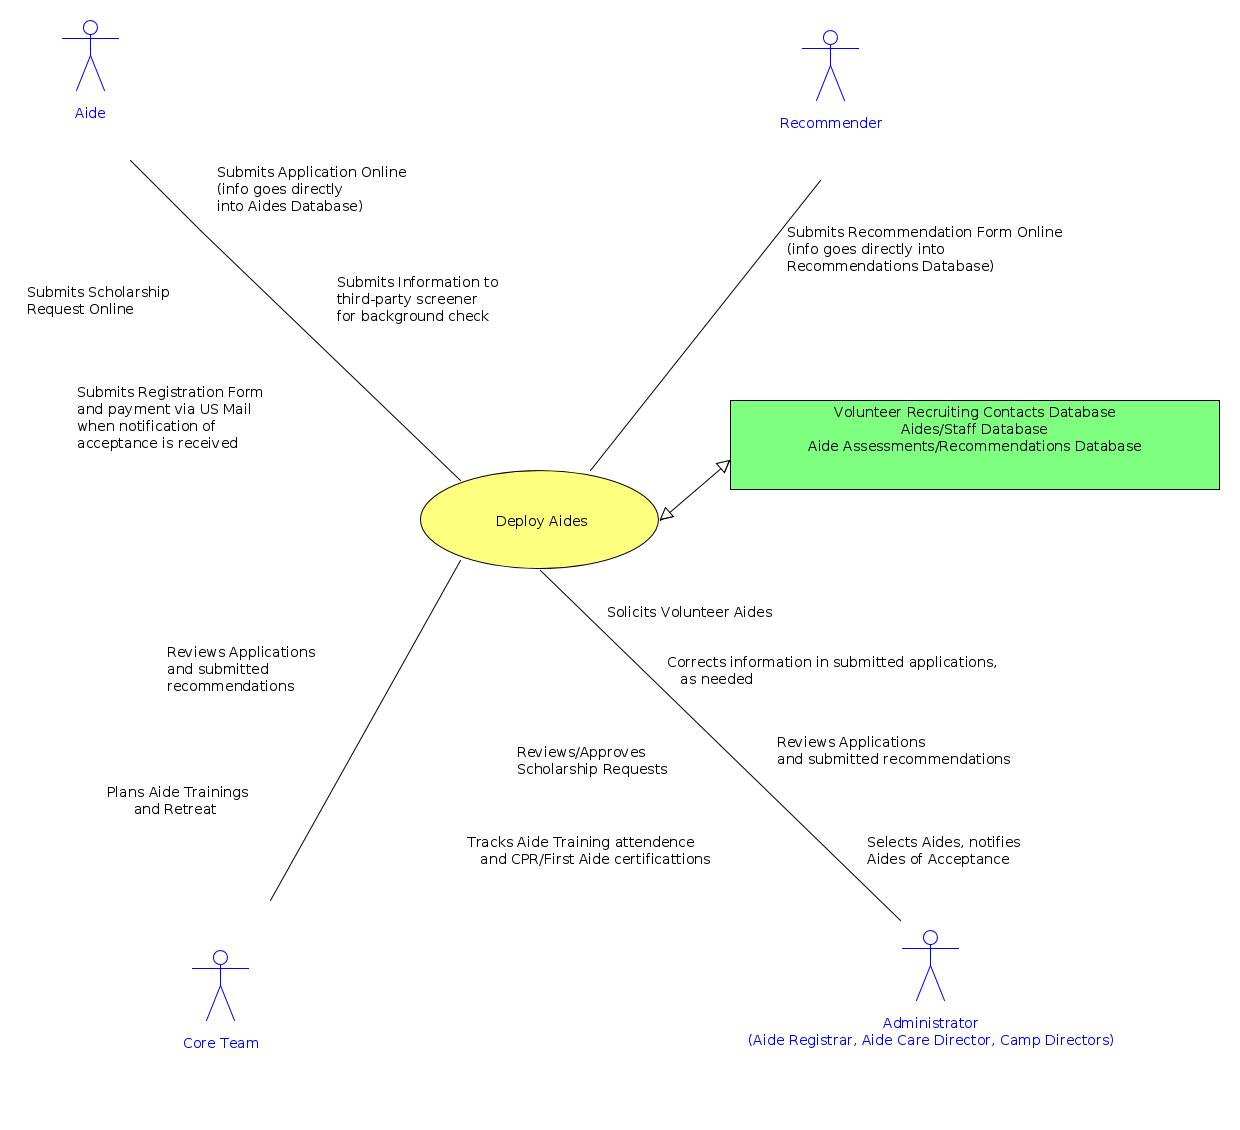 Aide
Recommender
Submits Application Online
(info goes directly
into Aides Database)
Submits Recommendation Form Online
(info goes directly into
Recommendations Database)
Submits Information to
third-party screener
for background check
Submits Scholarship
Request Online
Submits Registration Form
and payment via US Mail
when notification of
acceptance is received
Volunteer Recruiting Contacts Database
Aides/Staff Database
Aide Assessments/Recommendations Database
Deploy Aides
Solicits Volunteer Aides
Reviews Applications
and submitted
recommendations
Corrects information in submitted applications,
as needed
Reviews/Approves
Scholarship Requests
Reviews Applications
and submitted recommendations
Plans Aide Trainings
and Retreat
Tracks Aide Training attendence
and CPR/First Aide certificattions
Selects Aides, notifies
Aides of Acceptance
Core Team
Administrator
(Aide Registrar, Aide Care Director, Camp Directors)